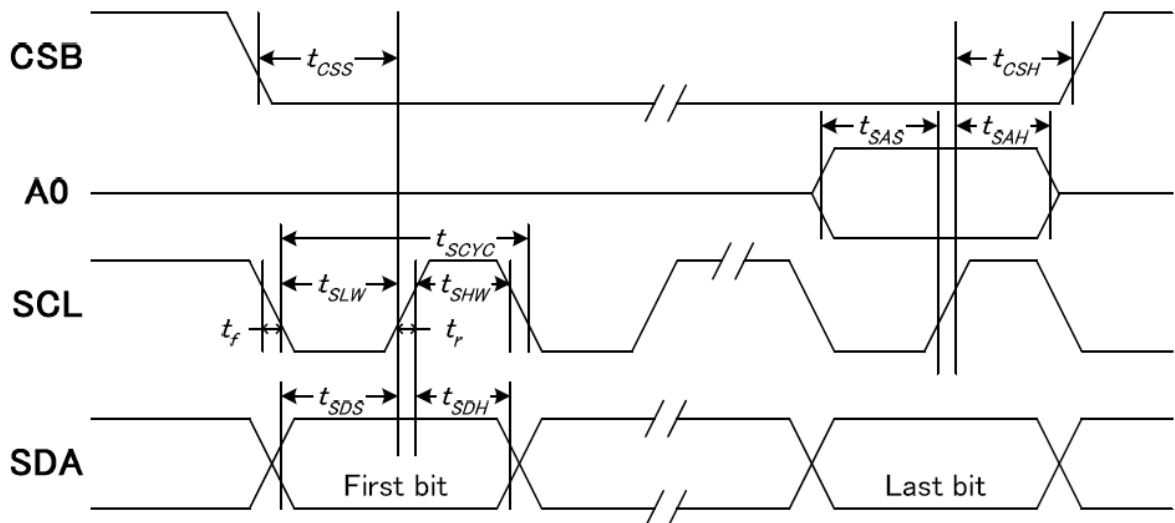 CSB
tCSS
tCSH
A0
tSAS
tSAH
SCL
tSCYC
tSLW
tSHW
tf
tr
SDA
tSDS
tSDH
First bit
Last bit